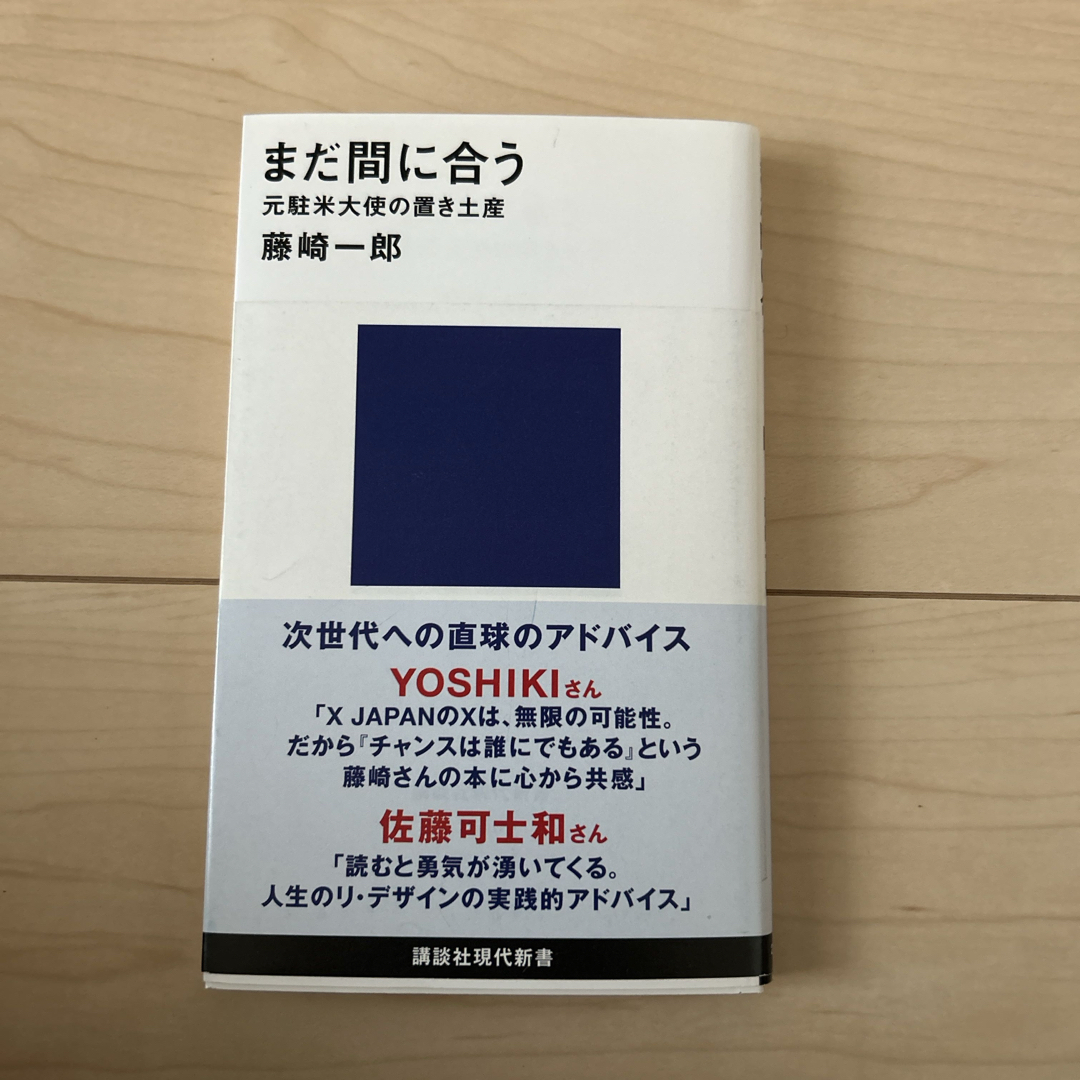 まだ間に合う
元駐米大使の置き土産
藤崎一郎
次世代への直球のアドバイス
YOSHIKIさん
「X JAPANのXは、無限の可能性。
だから『チャンスは誰にでもある』という
藤崎さんの本に心から共感」
佐藤可士和さん
「読むと勇気が湧いてくる。
人生のリ・デザインの実践的アドバイス」
講談社現代新書